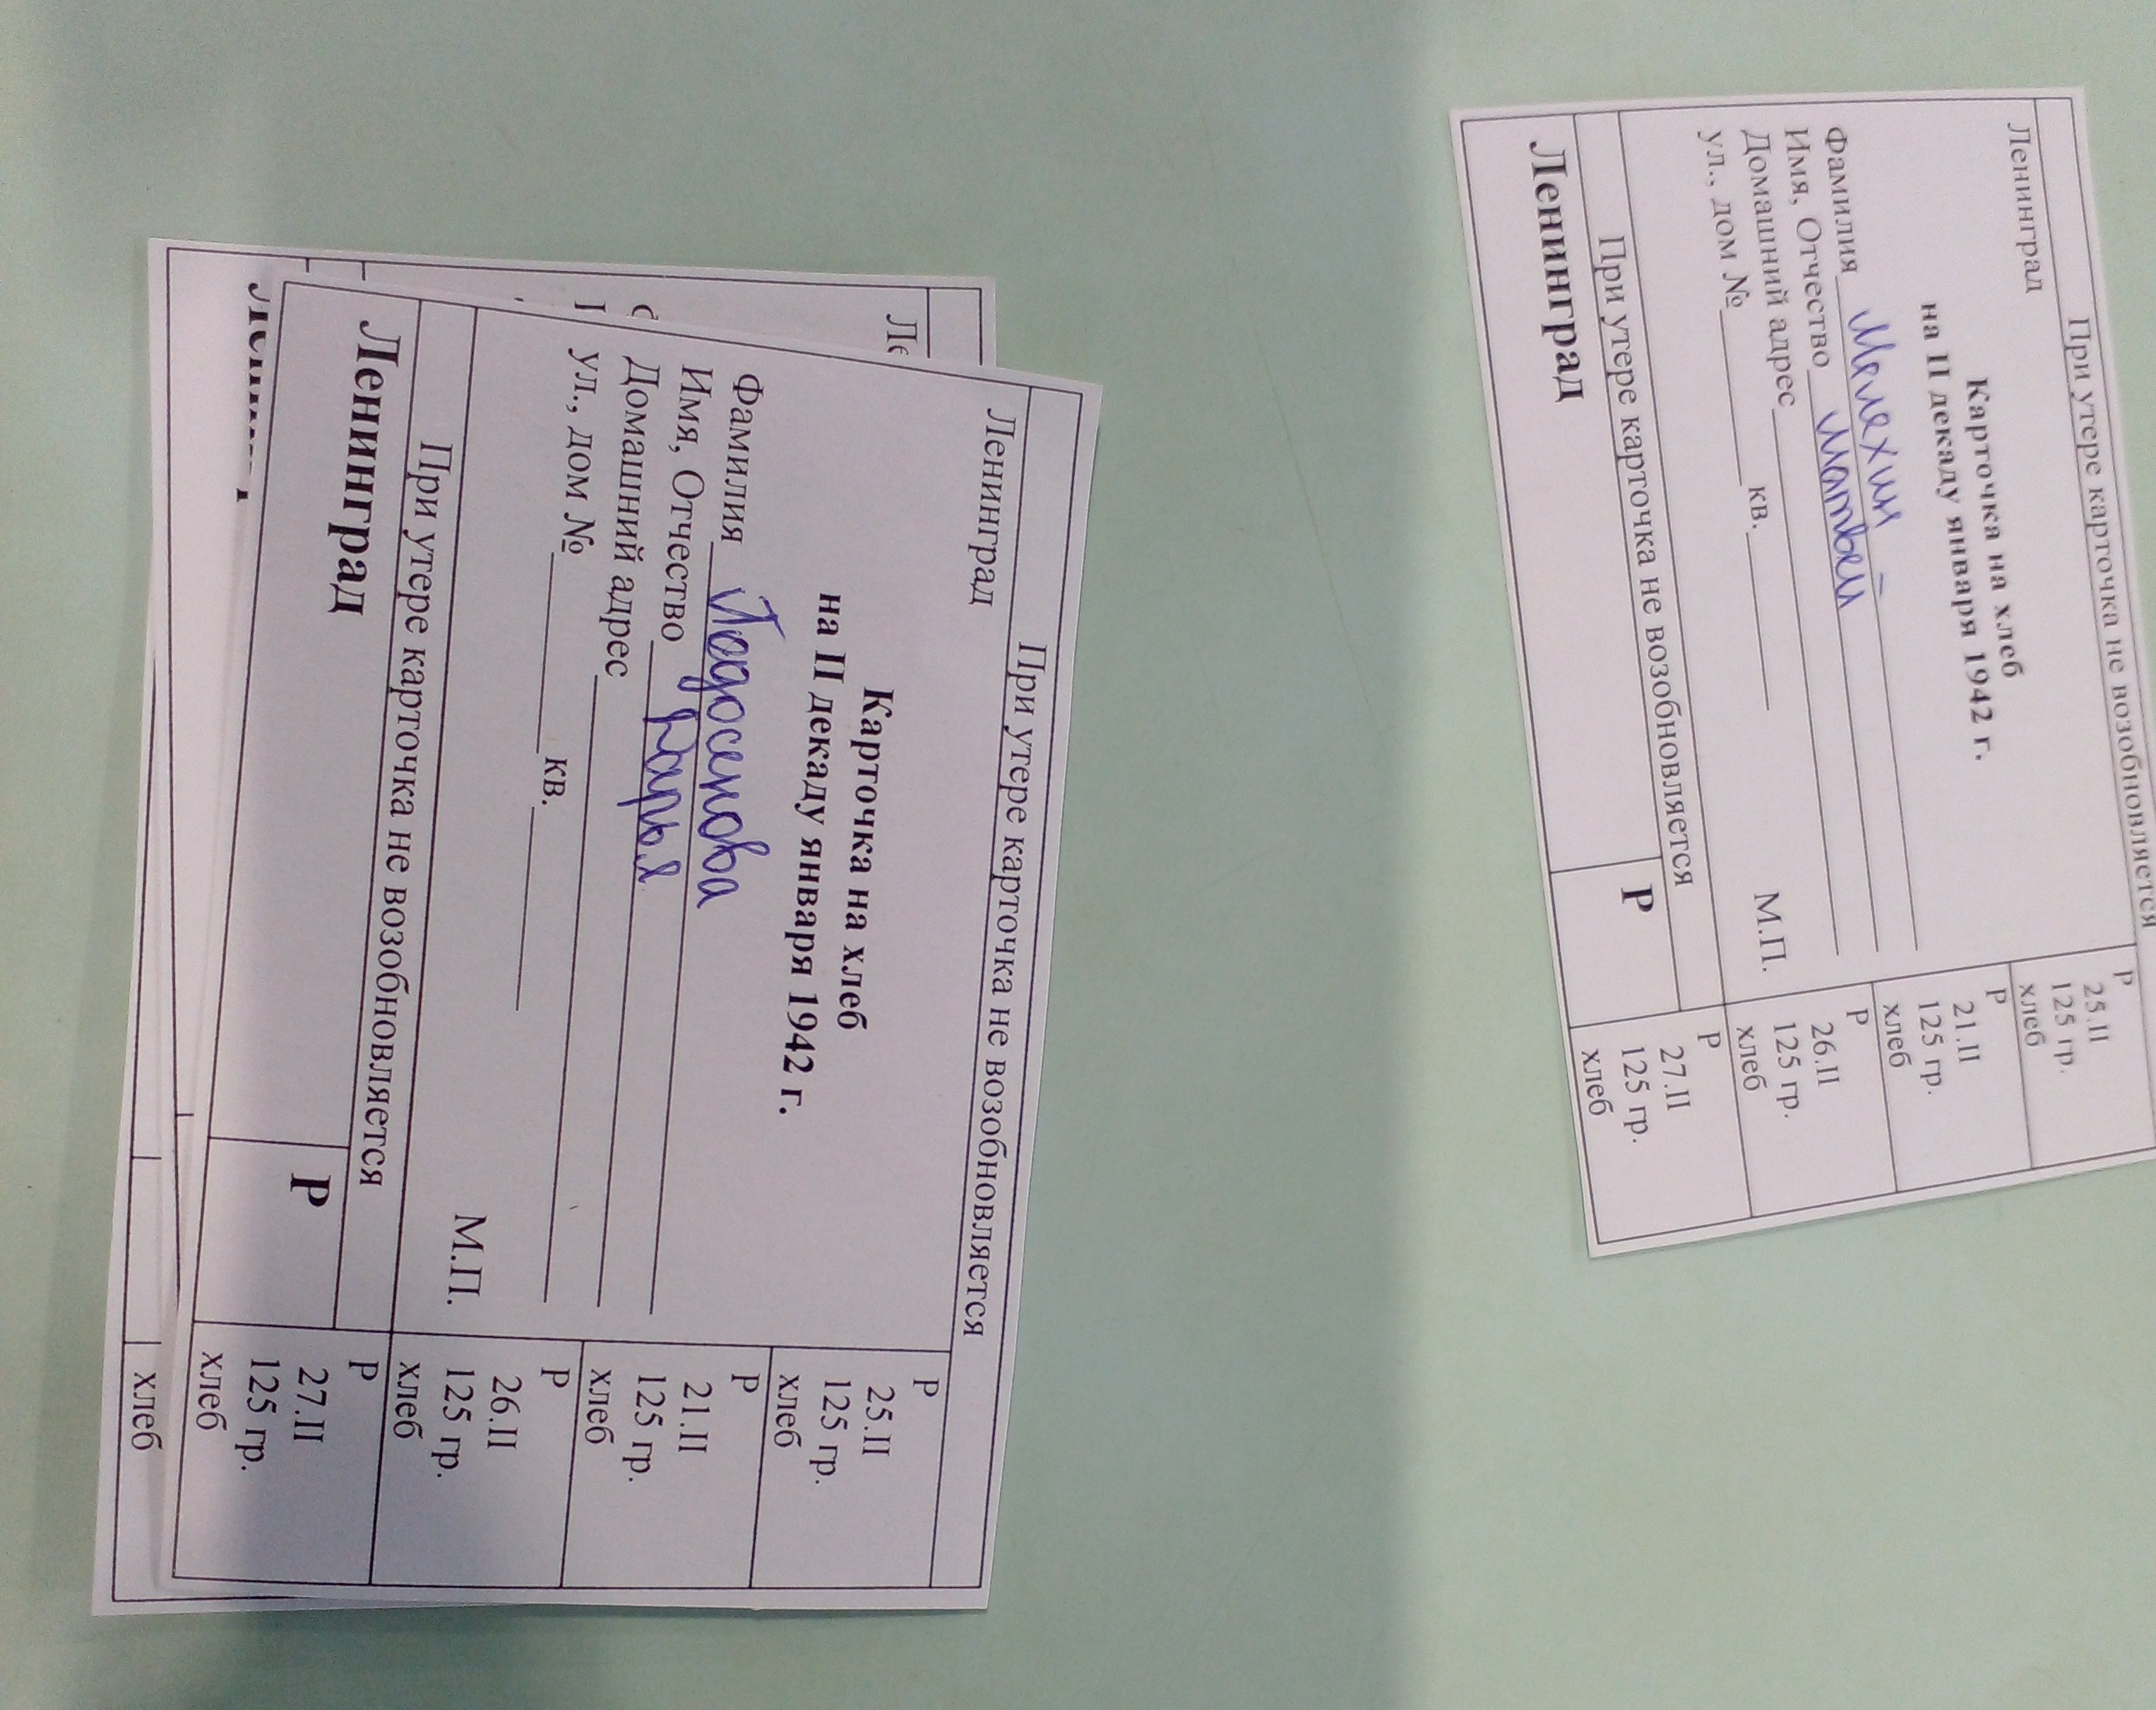 При утере карточка не возобновляется
Ленинград
Карточка на хлеб
на II декаду января 1942 г.
Фамилия Подосенова
Имя, Отчество Дарья
Домашний адрес
ул., дом № кв.
М.П.
При утере карточка не возобновляется
Ленинград
Р
Р
25.II
125 гр.
хлеб
Р
21.II
125 гр.
хлеб
Р
26.II
125 гр.
хлеб
Р
27.II
125 гр.
хлеб
хлеб
При утере карточка не возобновляется
Ленинград
Карточка на хлеб
на II декаду января 1942 г.
Фамилия Мелехин
Имя, Отчество Матвей
Домашний адрес
ул., дом № кв.
М.П.
При утере карточка не возобновляется
Ленинград
Р
Р
25.II
125 гр.
хлеб
Р
21.II
125 гр.
хлеб
Р
26.II
125 гр.
хлеб
Р
27.II
125 гр.
хлеб